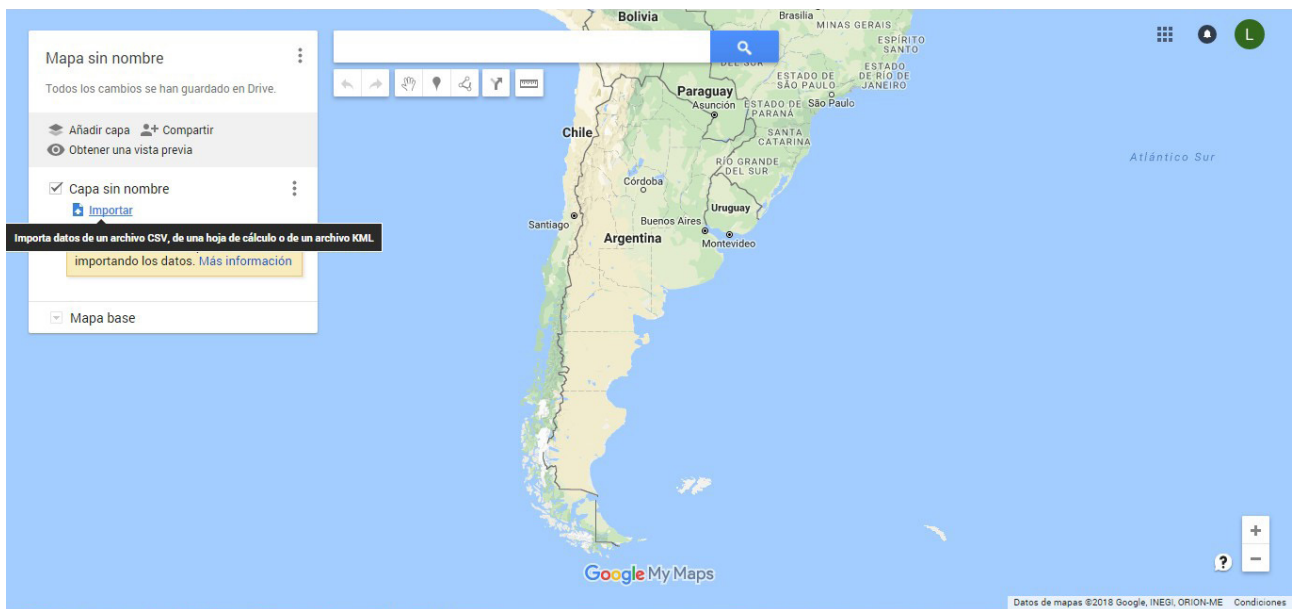 Mapa sin nombre
Todos los cambios se han guardado en Drive.
Añadir capa Compartir
Obtener una vista previa
Capa sin nombre
Importar
Importa datos de un archivo CSV, de una hoja de cálculo o de un archivo KML
importando los datos. Más información
Mapa base
L
Bolivia
Brasilia
MINAS GERAIS
ESPÍRITO
SANTO
DEL SUR
ESTADO
DE RIO DE
JANEIRO
ESTADO DE
SÃO PAULO
Paraguay
Asunción
ESTADO DE
PARANÁ
São Paulo
Chile
SANTA
CATARINA
RIO GRANDE
DEL SUR
Atlántico Sur
Córdoba
Uruguay
Santiago
Buenos Aires
Argentina
Montevideo
Google My Maps
+
?
−
Datos de mapas ©2018 Google, INEGI, ORION-ME Condiciones